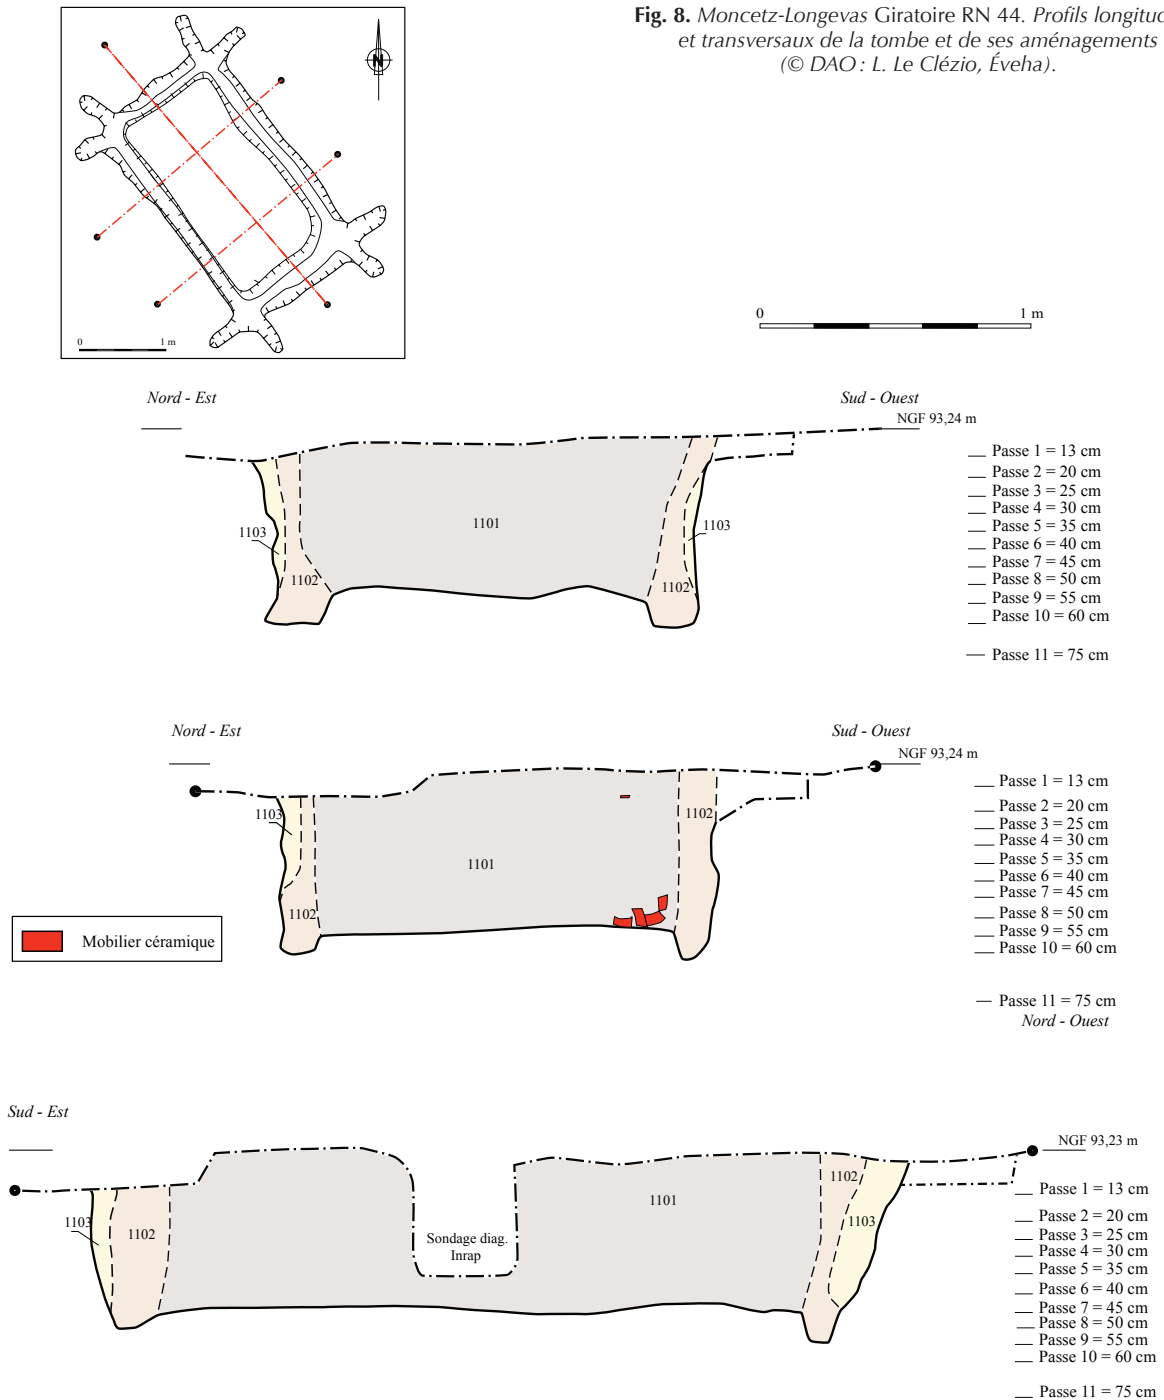 Fig. 8. Moncetz-Longevas Giratoire RN 44. Profils
et transversaux de la tombe et de ses aménagements
(© DAO : L. Le Clézio, Éveha).
N
0 1 m
0 1 m
Nord - Est
Sud - Ouest
NGF 93,24 m
Passe 1 = 13 cm
Passe 2 = 20 cm
Passe 3 = 25 cm
Passe 4 = 30 cm
Passe 5 = 35 cm
Passe 6 = 40 cm
Passe 7 = 45 cm
Passe 8 = 50 cm
Passe 9 = 55 cm
Passe 10 = 60 cm
Passe 11 = 75 cm
1103
1102
1101
1102
1103
Nord - Est
Sud - Ouest
NGF 93,24 m
Passe 1 = 13 cm
Passe 2 = 20 cm
Passe 3 = 25 cm
Passe 4 = 30 cm
Passe 5 = 35 cm
Passe 6 = 40 cm
Passe 7 = 45 cm
Passe 8 = 50 cm
Passe 9 = 55 cm
Passe 10 = 60 cm
Passe 11 = 75 cm
1103
1102
1101
1102
Mobilier céramique
Nord - Ouest
Sud - Est
NGF 93,23 m
Passe 1 = 13 cm
Passe 2 = 20 cm
Passe 3 = 25 cm
Passe 4 = 30 cm
Passe 5 = 35 cm
Passe 6 = 40 cm
Passe 7 = 45 cm
Passe 8 = 50 cm
Passe 9 = 55 cm
Passe 10 = 60 cm
Passe 11 = 75 cm
1103
1102
Sondage diag.
Inrap
1101
1102
1103